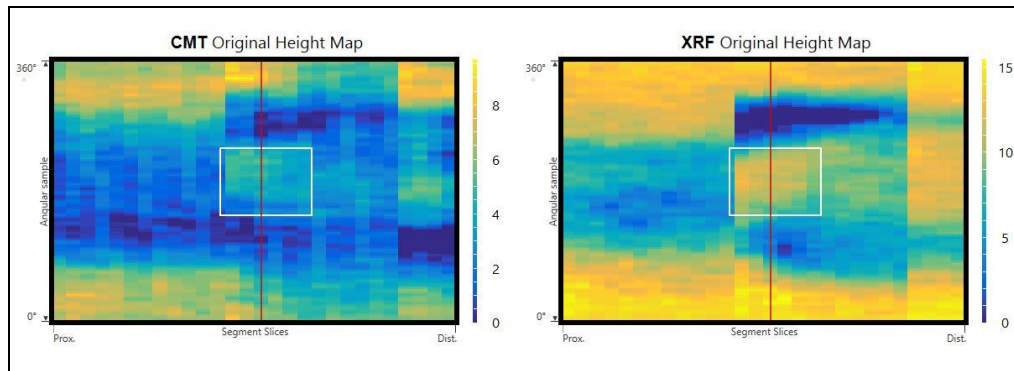 CMT Original Height Map
360°
Angular sample
0°
8
6
4
2
0
Prox.
Segment Slices
Dist.
XRF Original Height Map
360°
Angular sample
0°
15
10
5
0
Prox.
Segment Slices
Dist.